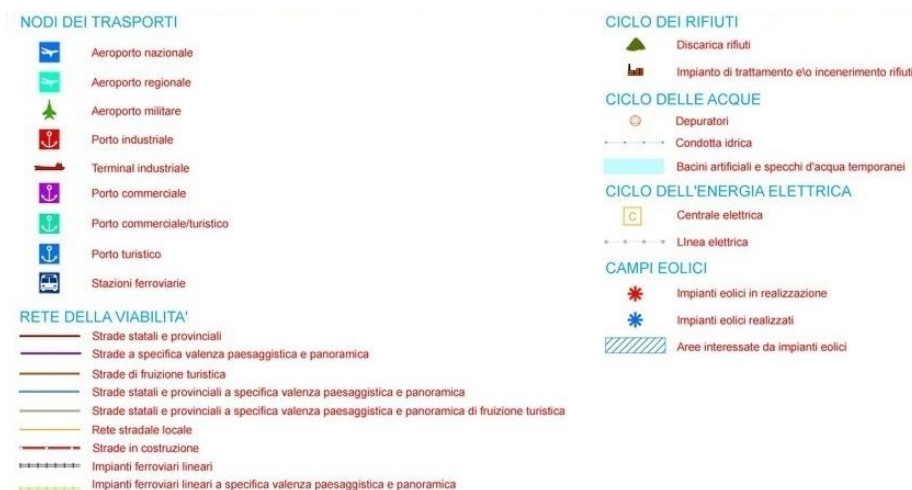 NODI DEI TRASPORTI
Aeroporto nazionale
Aeroporto regionale
Aeroporto militare
Porto industriale
Terminal industriale
Porto commerciale
Porto commerciale/turistico
Porto turistico
Stazioni ferroviarie
RETE DELLA VIABILITA'
Strade statali e provinciali
Strade a specifica valenza paesaggistica e panoramica
Strade di fruizione turistica
Strade statali e provinciali a specifica valenza paesaggistica e panoramica
Strade statali e provinciali a specifica valenza paesaggistica e panoramica di fruizione turistica
Rete stradale locale
Strade in costruzione
Impianti ferroviari lineari
Impianti ferroviari lineari a specifica valenza paesaggistica e panoramica
CICLO DEI RIFIUTI
Discarica rifiuti
Impianto di trattamento e\o incenerimento rifiuti
CICLO DELLE ACQUE
Depuratori
Condotta idrica
Bacini artificiali e specchi d'acqua temporanei
CICLO DELL'ENERGIA ELETTRICA
C
Centrale elettrica
LInea elettrica
CAMPI EOLICI
Impianti eolici in realizzazione
Impianti eolici realizzati
Aree interessate da impianti eolici